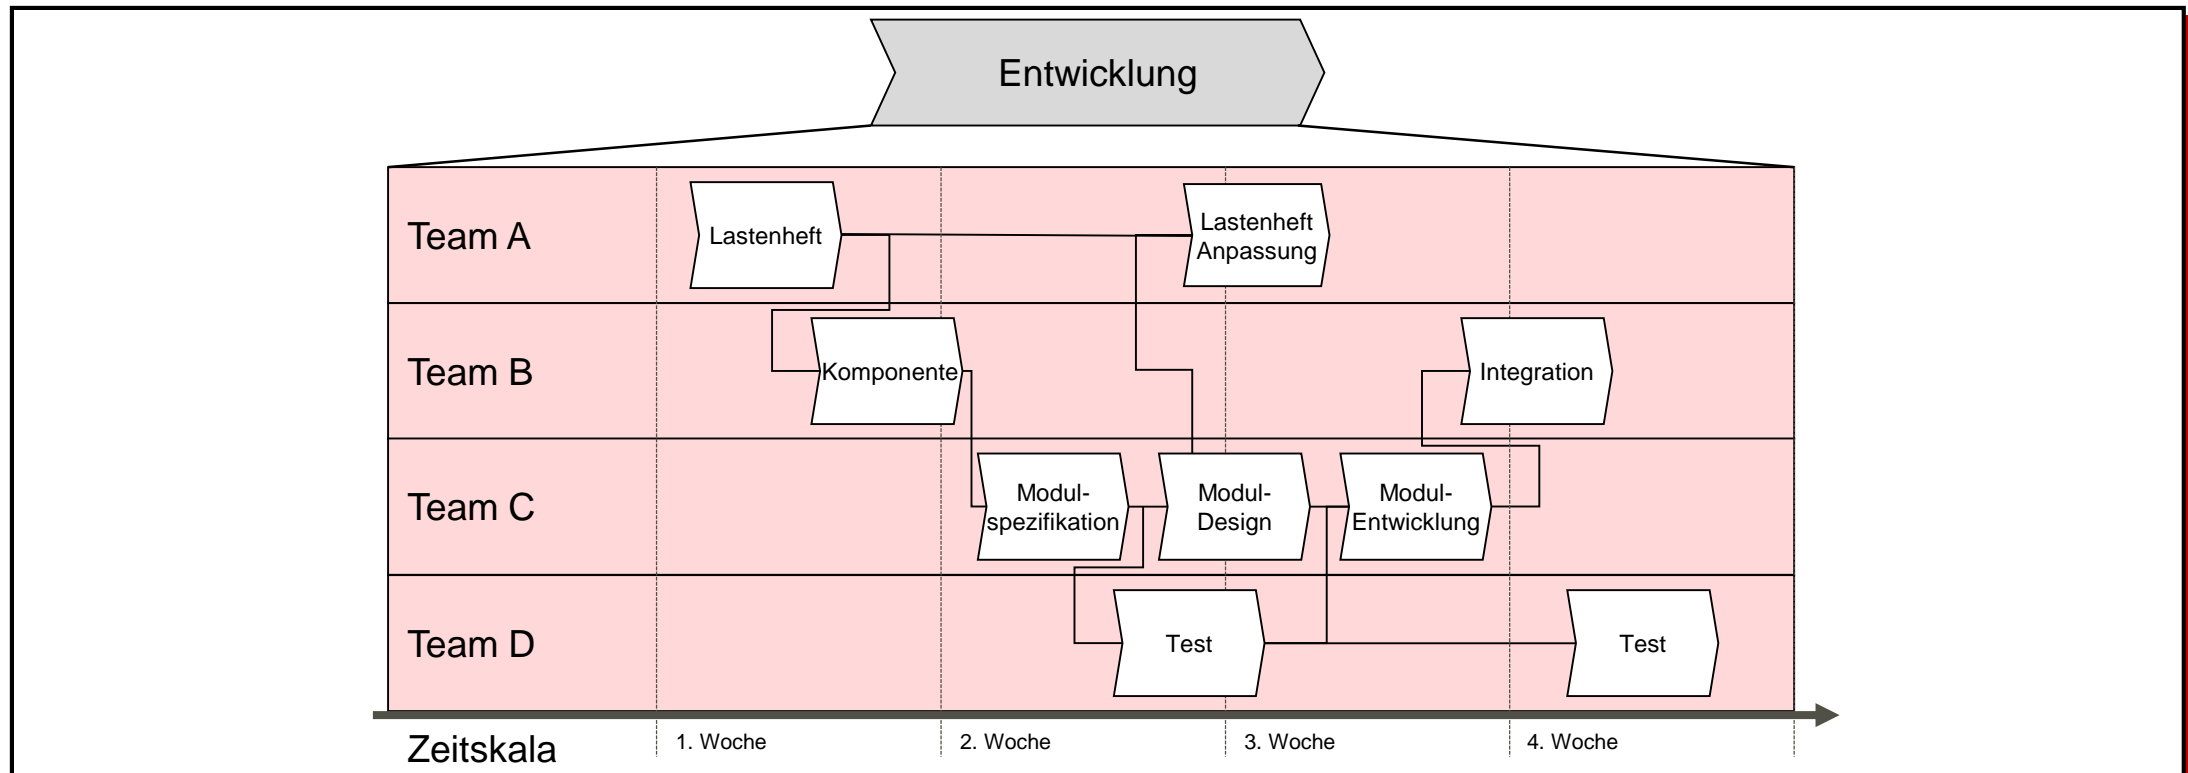 Entwicklung
Team A
Lastenheft
Lastenheft
Anpassung
Team B
Komponente
Integration
Team C
Modul-
spezifikation
Modul-
Design
Modul-
Entwicklung
Team D
Test
Test
Zeitskala
1. Woche
2. Woche
3. Woche
4. Woche